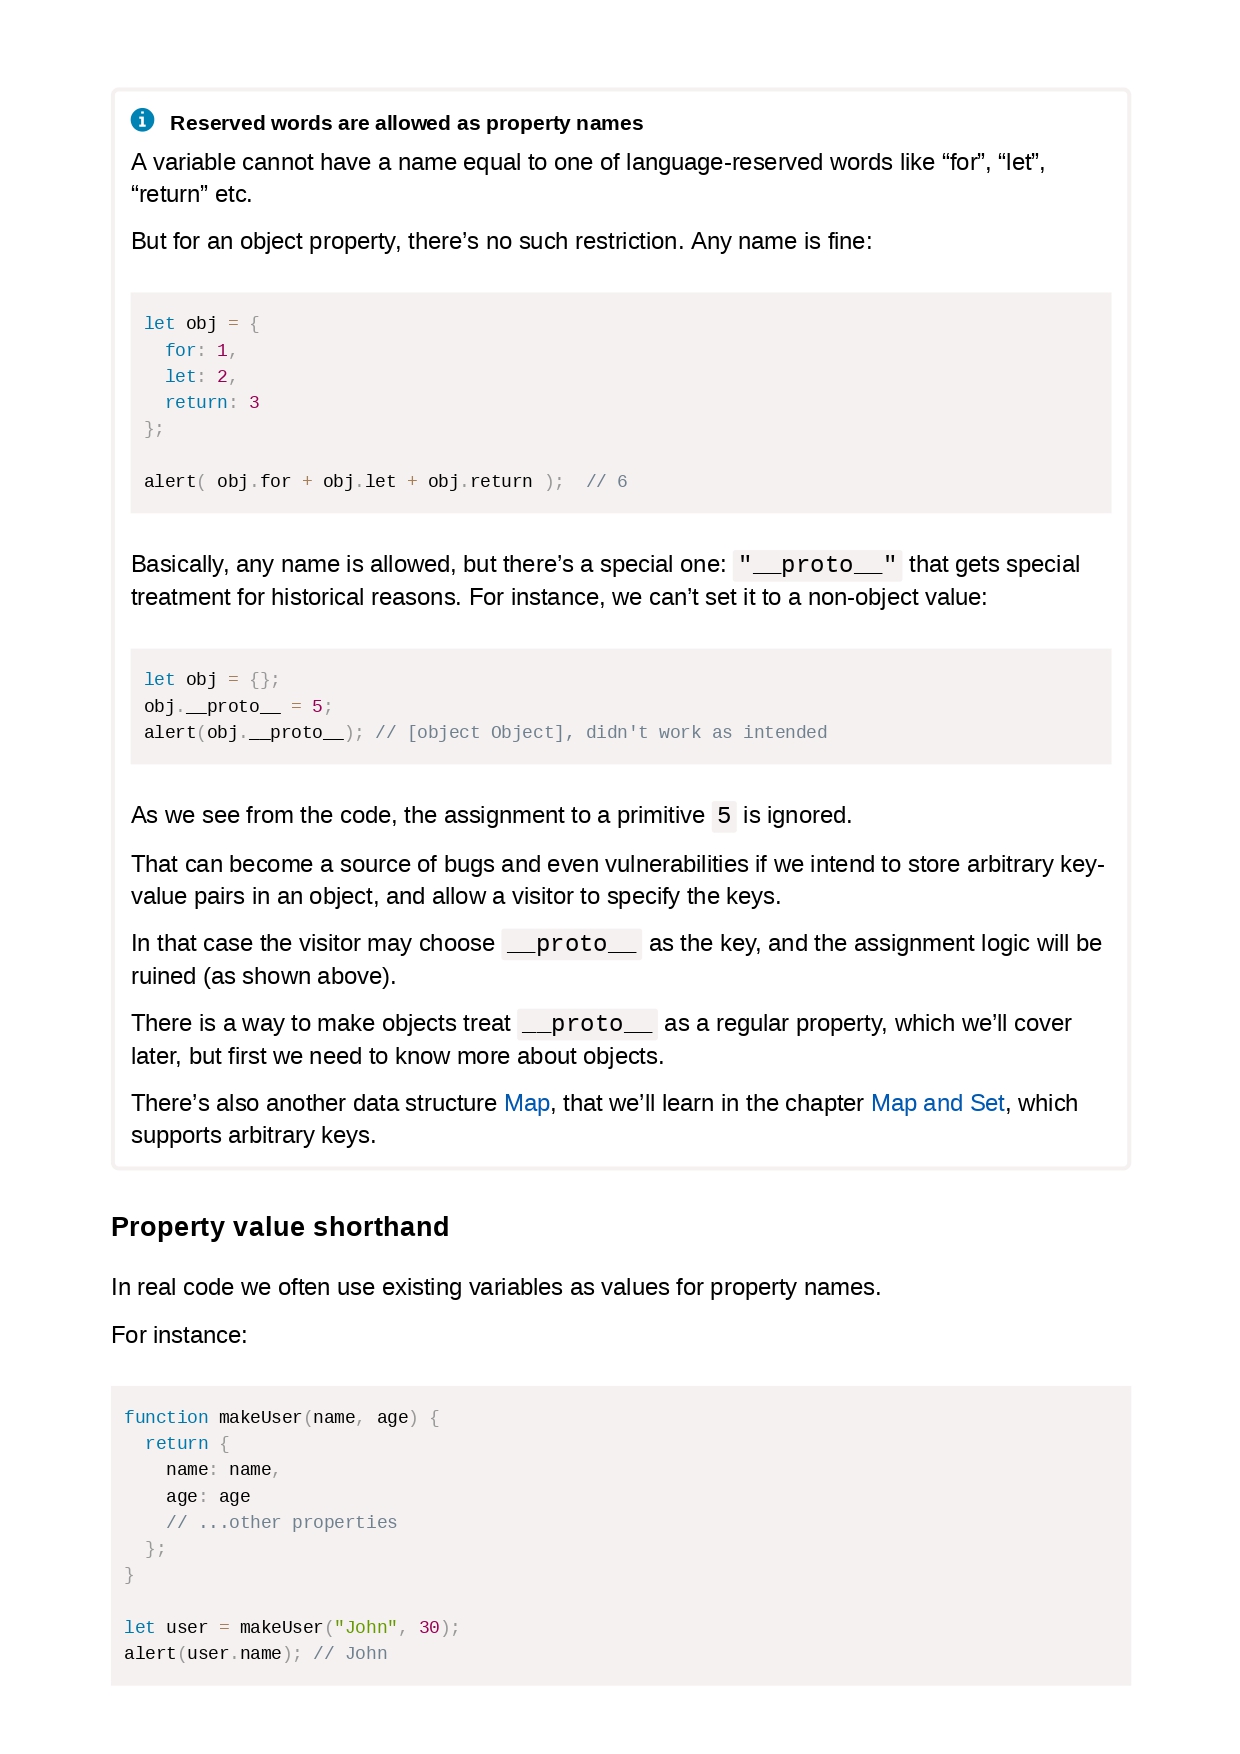 Reserved words are allowed as property names
A variable cannot have a name equal to one of language-reserved words like “for”, “let”,
“return” etc.
But for an object property, there’s no such restriction. Any name is fine:
let obj = {
  for: 1,
  let: 2,
  return: 3
};
alert( obj.for + obj.let + obj.return );  // 6
Basically, any name is allowed, but there’s a special one: "__proto__" that gets special
treatment for historical reasons. For instance, we can’t set it to a non-object value:
let obj = {};
obj.__proto__ = 5;
alert(obj.__proto__); // [object Object], didn't work as intended
As we see from the code, the assignment to a primitive 5 is ignored.
That can become a source of bugs and even vulnerabilities if we intend to store arbitrary key-
value pairs in an object, and allow a visitor to specify the keys.
In that case the visitor may choose __proto__ as the key, and the assignment logic will be
ruined (as shown above).
There is a way to make objects treat __proto__ as a regular property, which we’ll cover
later, but first we need to know more about objects.
There’s also another data structure Map, that we’ll learn in the chapter Map and Set, which
supports arbitrary keys.
Property value shorthand
In real code we often use existing variables as values for property names.
For instance:
function makeUser(name, age) {
  return {
    name: name,
    age: age
    // ...other properties
  };
}
let user = makeUser("John", 30);
alert(user.name); // John